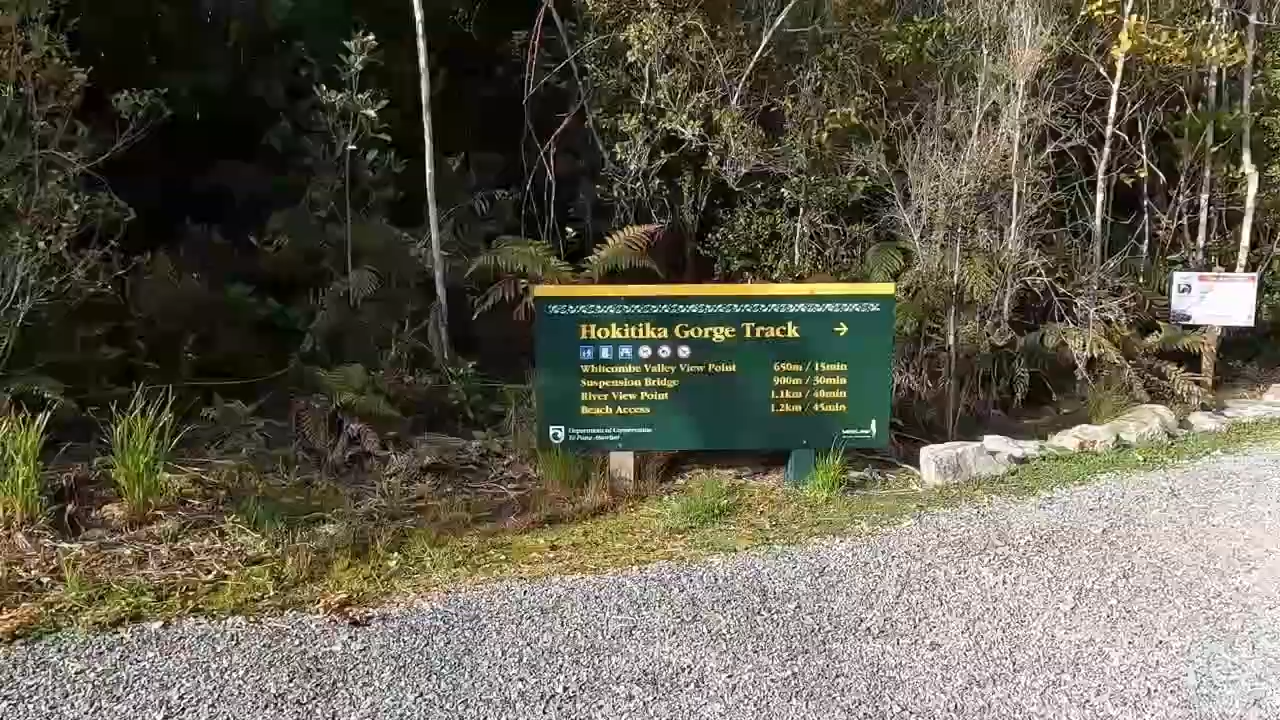 Hokitika Gorge Track →
Whitcombe Valley View Point 650m / 15min
Suspension Bridge 900m / 30min
River View Point 1.1km / 40min
Beach Access 1.2km / 45min
Department of Conservation
Te Papa Atawhai